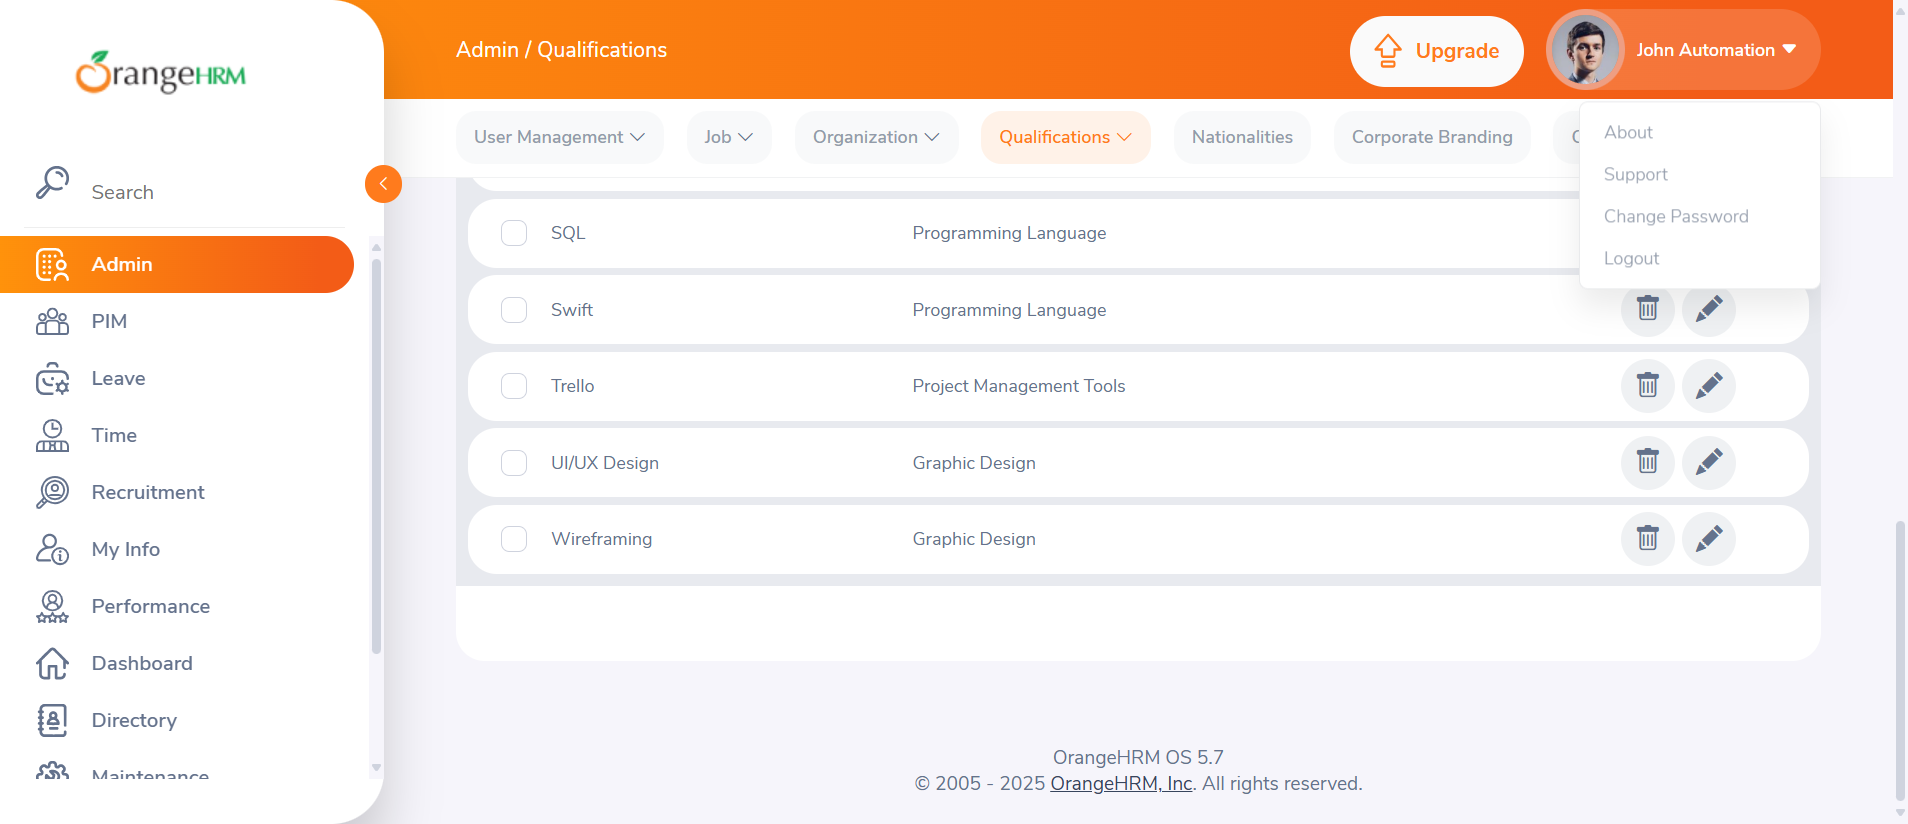 OrangeHRM
Admin / Qualifications
Upgrade
John Automation
User Management
Job
Organization
Qualifications
Nationalities
Corporate Branding
About
Support
Change Password
Logout
Search
Admin
PIM
Leave
Time
Recruitment
My Info
Performance
Dashboard
Directory
Maintenance
SQL Programming Language
Swift Programming Language
Trello Project Management Tools
UI/UX Design Graphic Design
Wireframing Graphic Design
OrangeHRM OS 5.7
© 2005 - 2025 OrangeHRM, Inc. All rights reserved.